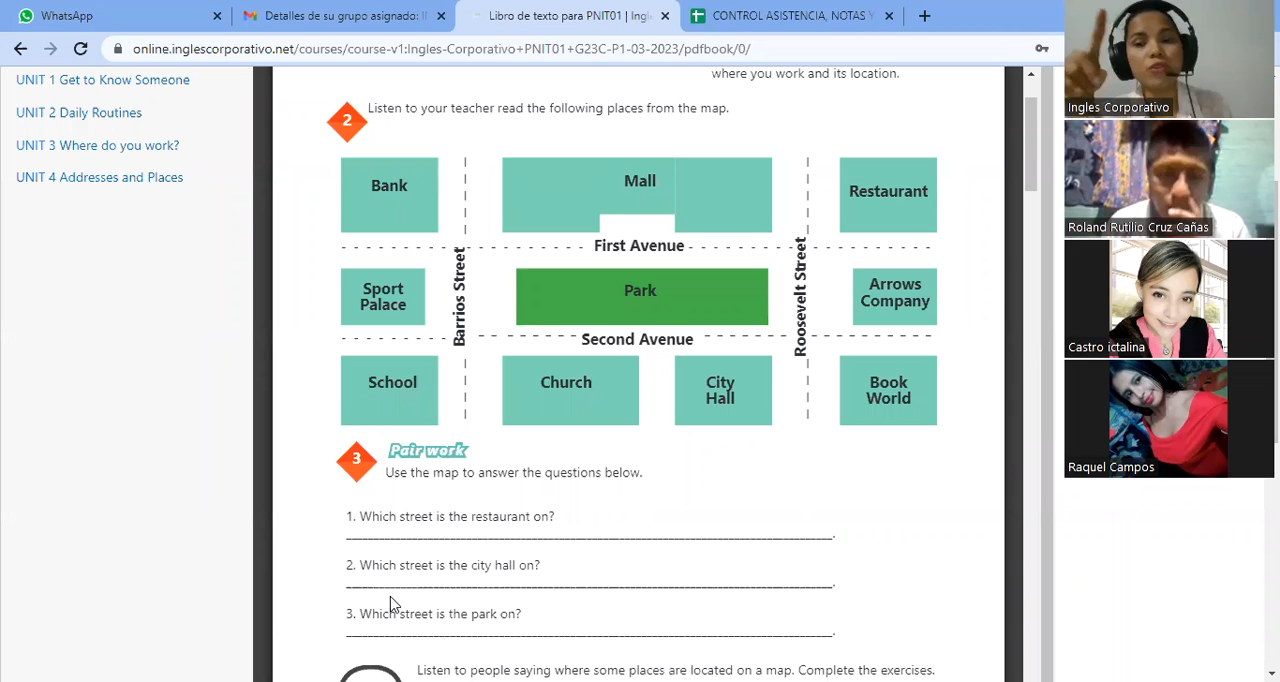 WhatsApp
Detalles de su grupo asignado: I
Libro de texto para PNIT01 | Ingl
CONTROL ASISTENCIA, NOTAS Y
online.inglescorporativo.net/courses/course-v1:Ingles-Corporativo+PNIT01+G23C-P1-03-2023/pdfbook/0/
UNIT 1 Get to Know Someone
UNIT 2 Daily Routines
UNIT 3 Where do you work?
UNIT 4 Addresses and Places
where you work and its location.
2
Listen to your teacher read the following places from the map.
Bank
Mall
Restaurant
First Avenue
Sport
Palace
Barrios Street
Park
Roosevelt Street
Arrows
Company
Second Avenue
School
Church
City
Hall
Book
World
3
Pair work
Use the map to answer the questions below.
1. Which street is the restaurant on?
2. Which street is the city hall on?
3. Which street is the park on?
Listen to people saying where some places are located on a map. Complete the exercises.
Ingles Corporativo
Roland Rutilio Cruz Cañas
Castro ictalina
Raquel Campos